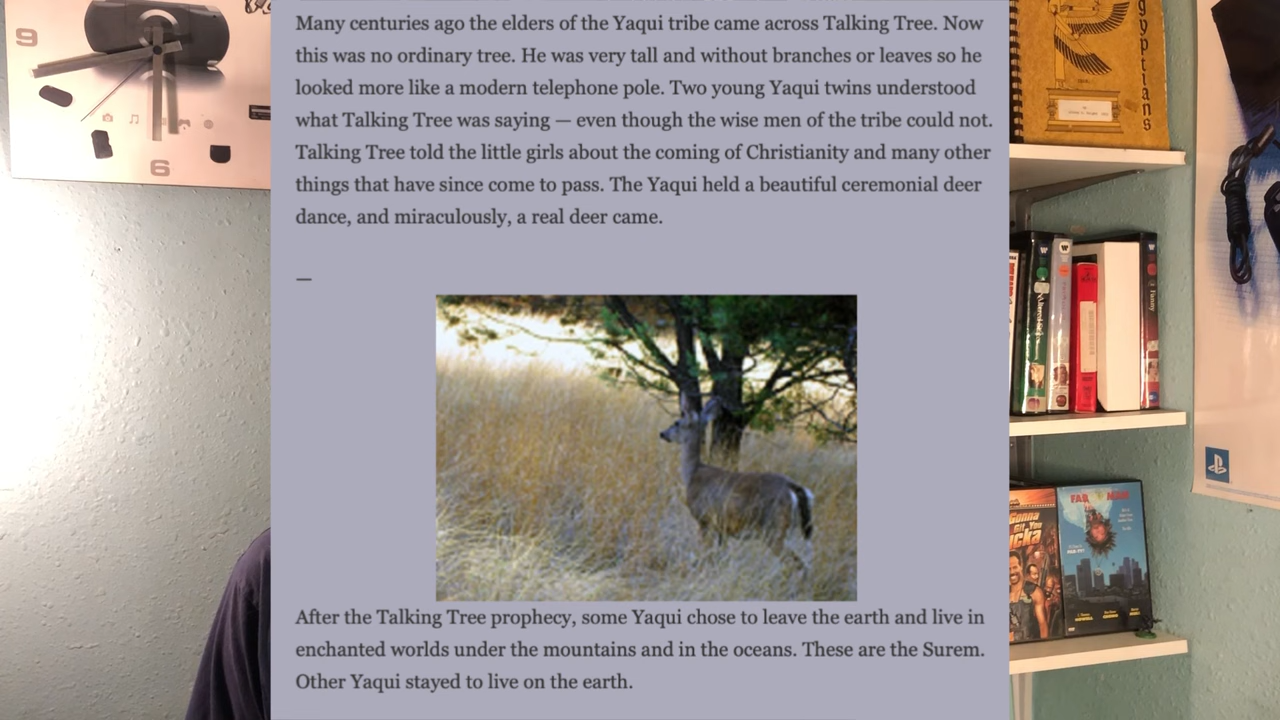 Many centuries ago the elders of the Yaqui tribe came across Talking Tree. Now
this was no ordinary tree. He was very tall and without branches or leaves so he
looked more like a modern telephone pole. Two young Yaqui twins understood
what Talking Tree was saying — even though the wise men of the tribe could not.
Talking Tree told the little girls about the coming of Christianity and many other
things that have since come to pass. The Yaqui held a beautiful ceremonial deer
dance, and miraculously, a real deer came.
—
After the Talking Tree prophecy, some Yaqui chose to leave the earth and live in
enchanted worlds under the mountains and in the oceans. These are the Surem.
Other Yaqui stayed to live on the earth.
9
6
gyptians
Gonna
Git You
FAR